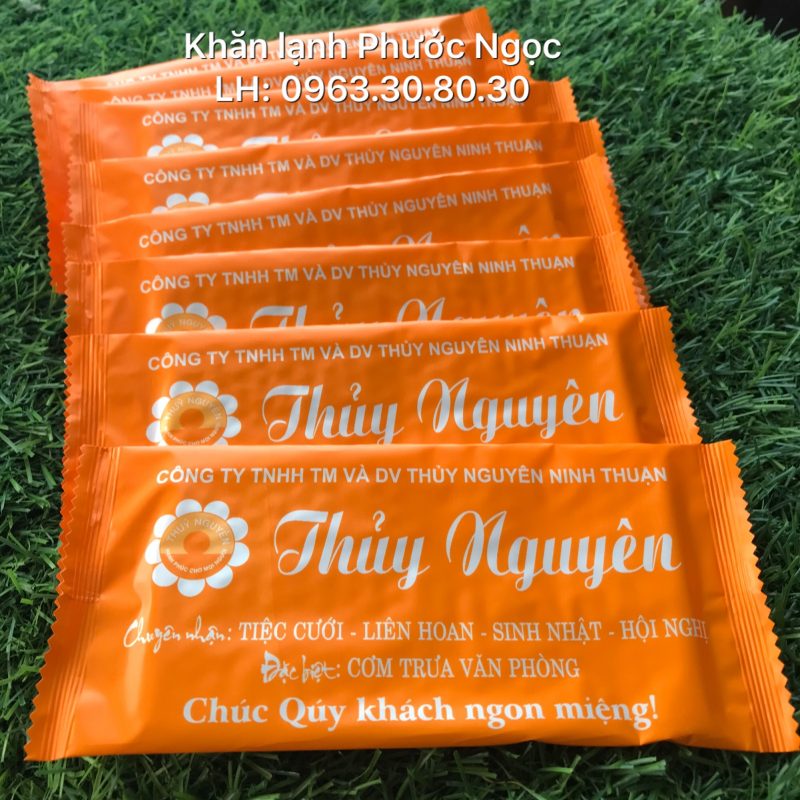 Khăn lạnh Phước Ngọc
LH: 0963.30.80.30
CÔNG TY TNHH TM VÀ DV THỦY NGUYÊN NINH THUẬN
CÔNG TY TNHH TM VÀ DV THỦY NGUYÊN NINH THUẬN
CÔNG TY TNHH TM VÀ DV THỦY NGUYÊN NINH THUẬN
CÔNG TY TNHH TM VÀ DV THỦY NGUYÊN NINH THUẬN
Thủy Nguyên
CÔNG TY TNHH TM VÀ DV THỦY NGUYÊN NINH THUẬN
THUỶ NGUYÊN
Thủy Nguyên
CÔNG TY TNHH TM VÀ DV THỦY NGUYÊN NINH THUẬN
THUỶ NGUYÊN
Thủy Nguyên
Chuyên nhận: TIỆC CƯỚI - LIÊN HOAN - SINH NHẬT - HỘI NGHỊ
Đặc biệt: CƠM TRƯA VĂN PHÒNG
Chúc Qúy khách ngon miệng!